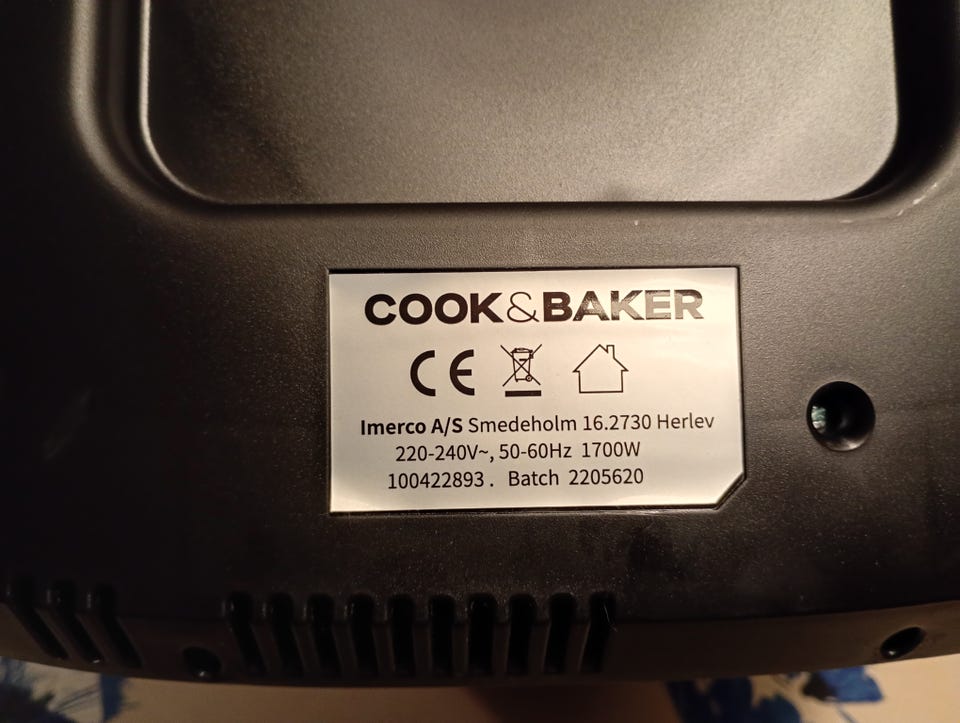 COOK&BAKER
CE
Imerco A/S Smedeholm 16.2730 Herlev
220-240V~, 50-60Hz 1700W
100422893 . Batch 2205620